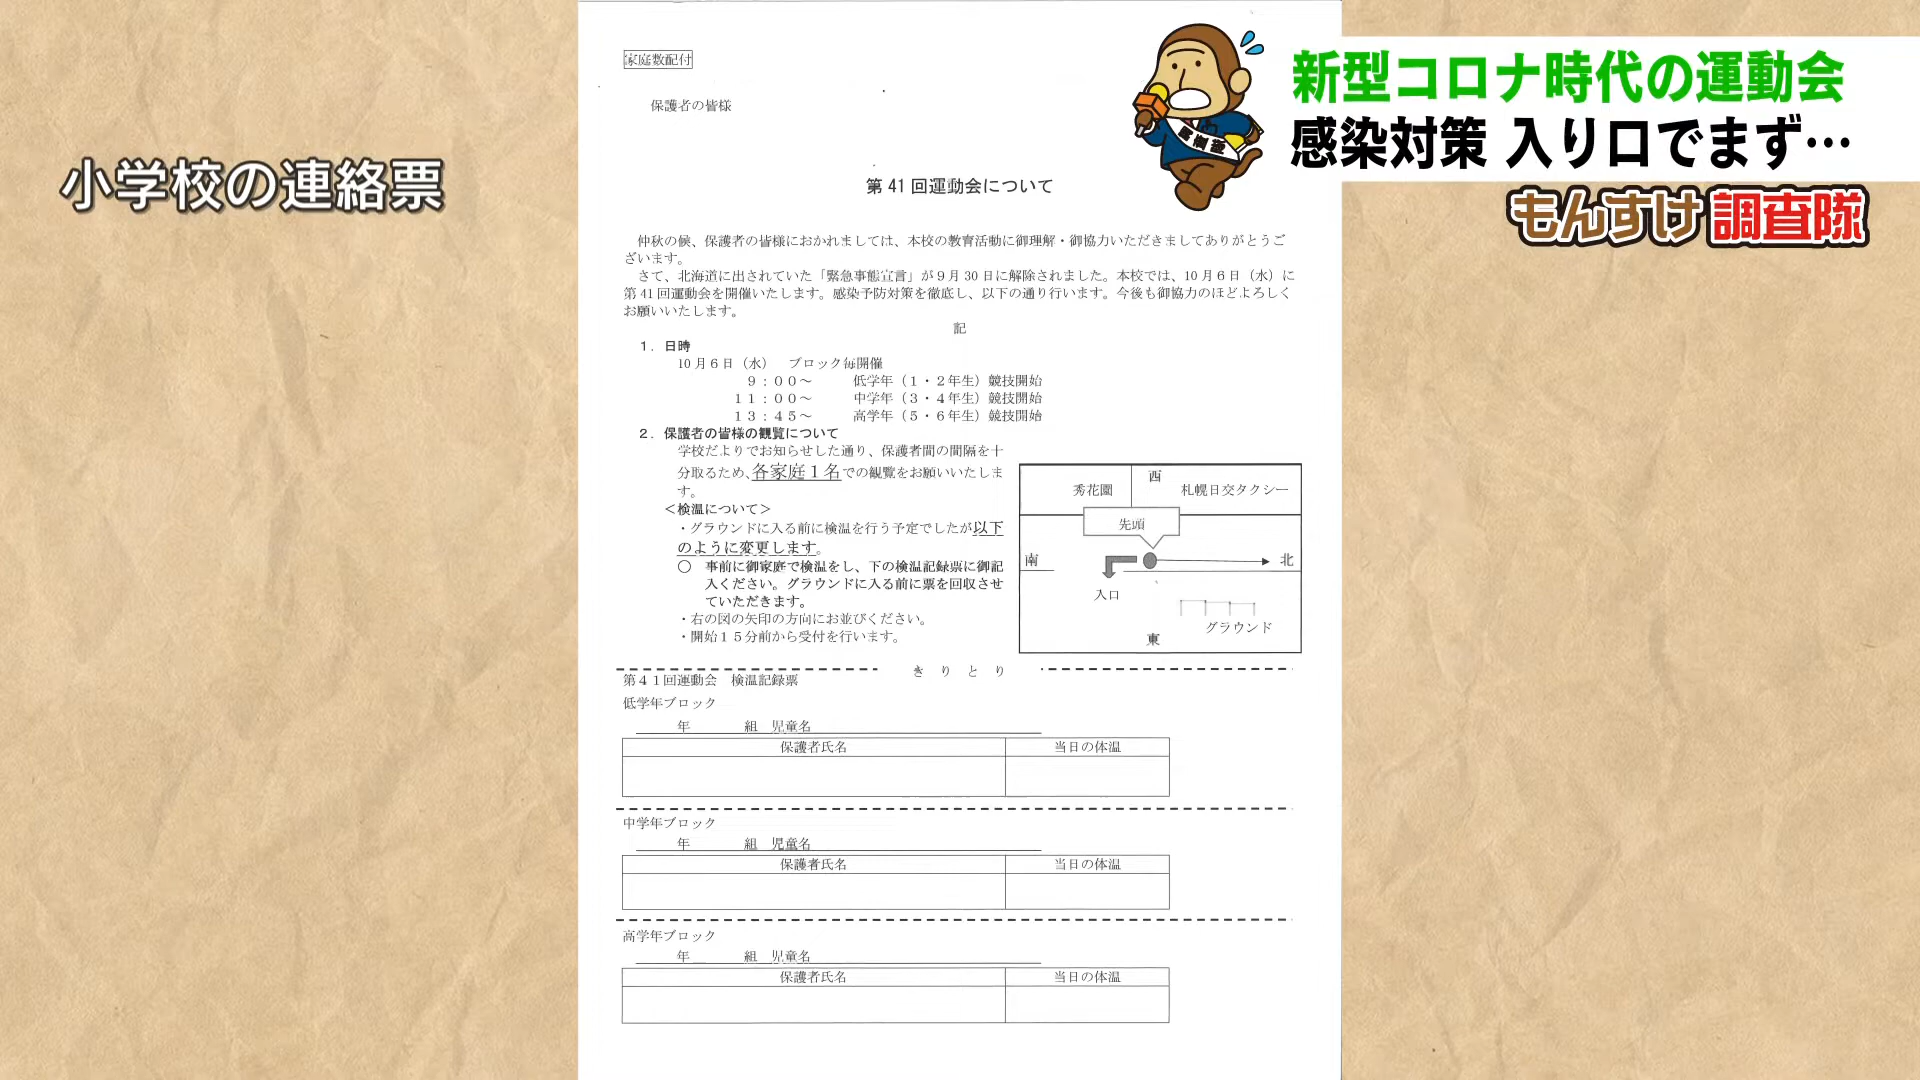 小学校の連絡票
新型コロナ時代の運動会
感染対策 入り口でまず…
もんすけ調査隊
調査隊
家庭数配付
保護者の皆様
第 41 回運動会について
仲秋の候、保護者の皆様におかれましては、本校の教育活動に御理解・御協力いただきましてありがとうご
ざいます。
さて、北海道に出されていた「緊急事態宣言」が９月 30 日に解除されました。本校では、10 月６日（水）に
第 41 回運動会を開催いたします。感染予防対策を徹底し、以下の通り行います。今後も御協力のほどよろしく
お願いいたします。
記
１．日時
10 月６日（水）　ブロック毎開催
９：００～　低学年（１・２年生）競技開始
１１：００～　中学年（３・４年生）競技開始
１３：４５～　高学年（５・６年生）競技開始
２．保護者の皆様の観覧について
学校だよりでお知らせした通り、保護者間の間隔を十
分取るため、各家庭１名での観覧をお願いいたしま
す。
＜検温について＞
・グラウンドに入る前に検温を行う予定でしたが以下
のように変更します。
○　事前に御家庭で検温をし、下の検温記録票に御記
入ください。グラウンドに入る前に票を回収させ
ていただきます。
・右の図の矢印の方向にお並びください。
・開始１５分前から受付を行います。
西
秀花園
札幌日交タクシー
先頭
南
北
入口
グラウンド
東
きりとり
第４１回運動会　検温記録票
低学年ブロック
年　組　児童名
保護者氏名　当日の体温
中学年ブロック
年　組　児童名
保護者氏名　当日の体温
高学年ブロック
年　組　児童名
保護者氏名　当日の体温